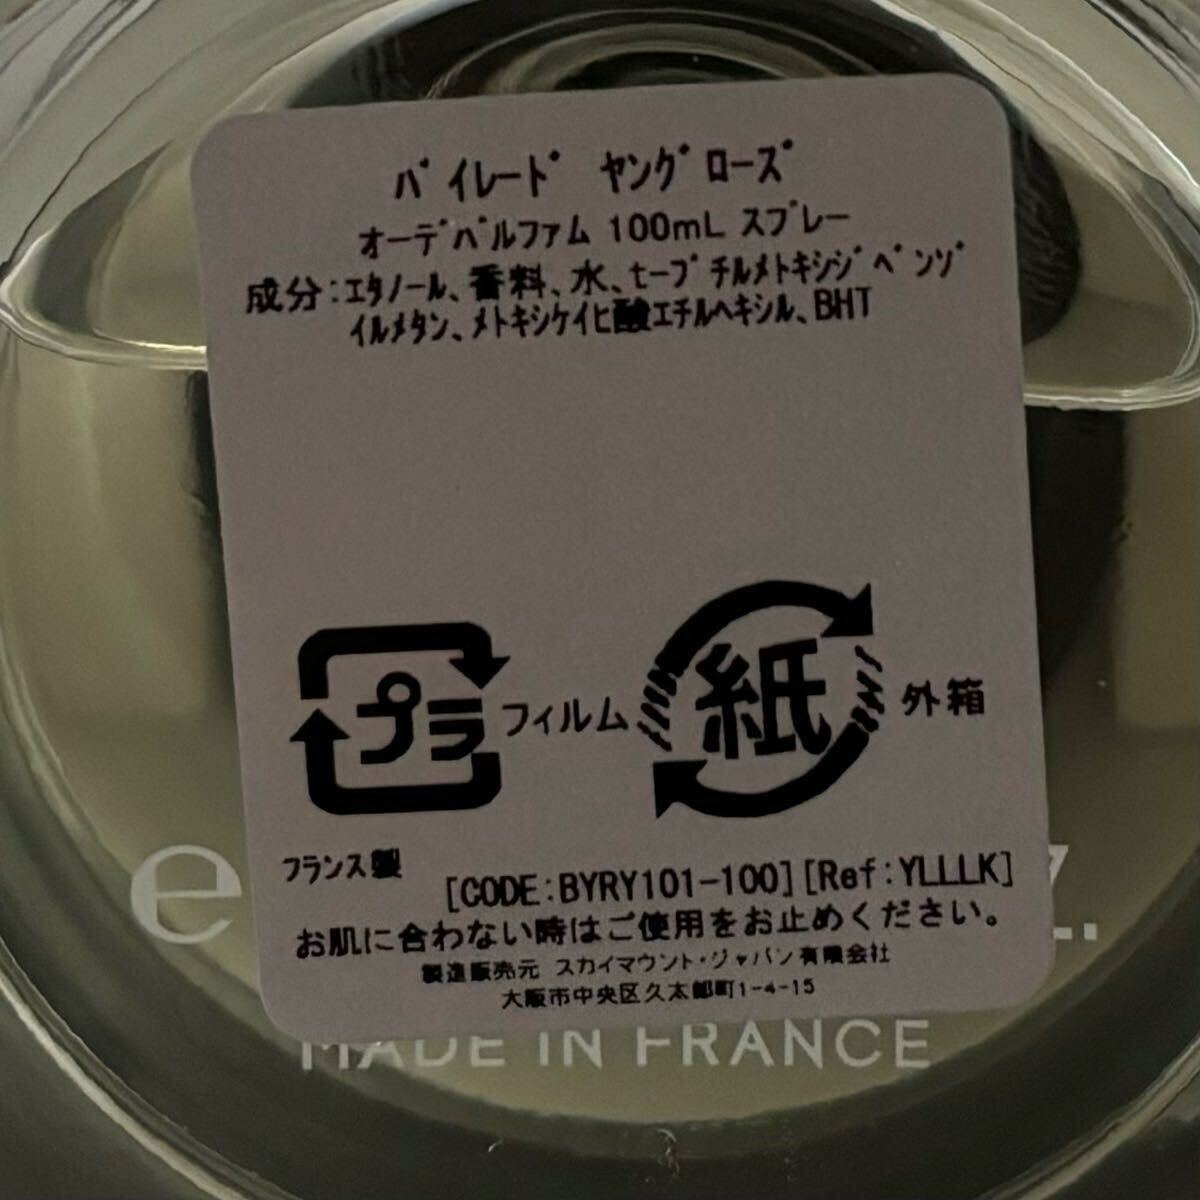 バイレード ヤングローズ
オーデパルファム 100mL スプレー
成分:エタノール、香料、水、t-ブチルメトキシジベンゾ
イルメタン、メトキシケイヒ酸エチルヘキシル、BHT
プラ フィルム 紙 外箱
フランス製
[CODE:BYRY101-100][Ref:YLLLK]
お肌に合わない時はご使用をお止めください。
製造販売元 スカイマウント・ジャパン有限会社
大阪市中央区久太郎町1-4-15
e
MADE IN FRANCE